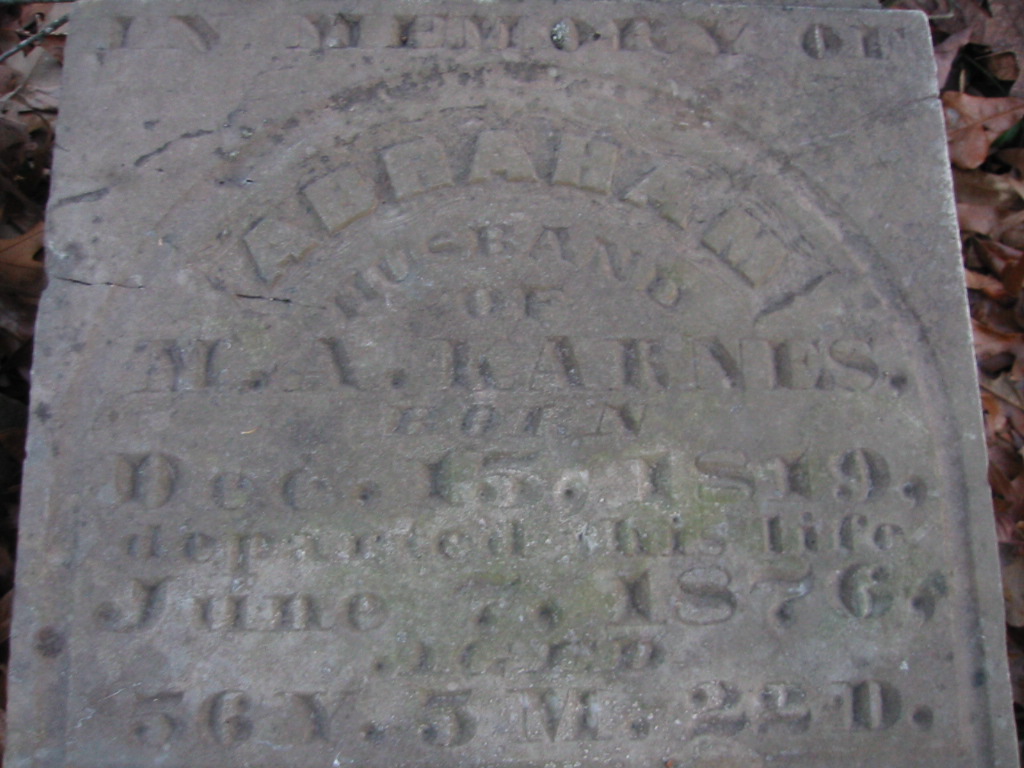 IN MEMORY OF
ABRAHAM
HUSBAND
OF
M. A. KARNES.
BORN
Dec. 15, 1819,
departed this life
June 7, 1876,
AGED
56 Y. 5 M. 22 D.